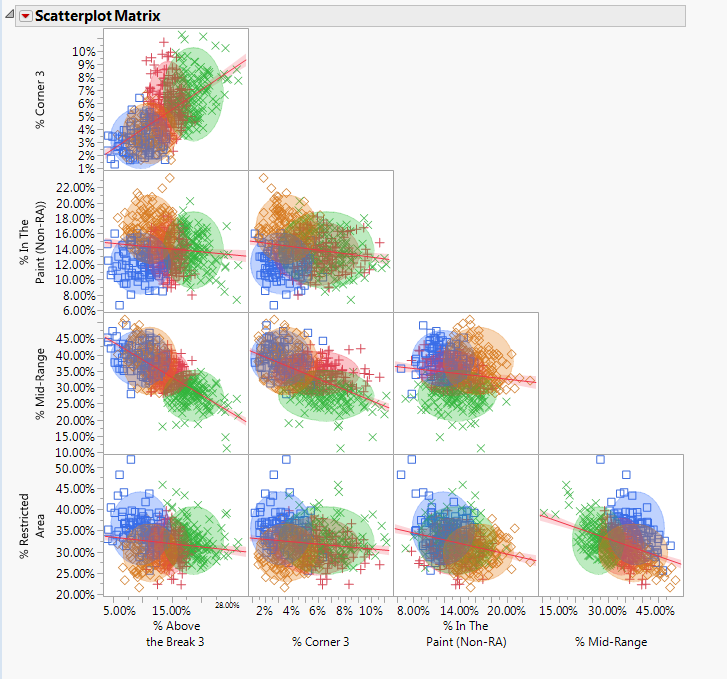 Scatterplot Matrix
% Corner 3
10%
9%
8%
7%
6%
5%
4%
3%
2%
1%
% In The
Paint (Non-RA))
22.00%
20.00%
18.00%
16.00%
14.00%
12.00%
10.00%
8.00%
6.00%
% Mid-Range
45.00%
40.00%
35.00%
30.00%
25.00%
20.00%
15.00%
10.00%
% Restricted
Area
50.00%
45.00%
40.00%
35.00%
30.00%
25.00%
20.00%
5.00% 15.00% 28.00% 2% 4% 6% 8% 10% 8.00% 14.00% 20.00% 15.00% 30.00% 45.00%
% Above
the Break 3
% Corner 3
% In The
Paint (Non-RA)
% Mid-Range